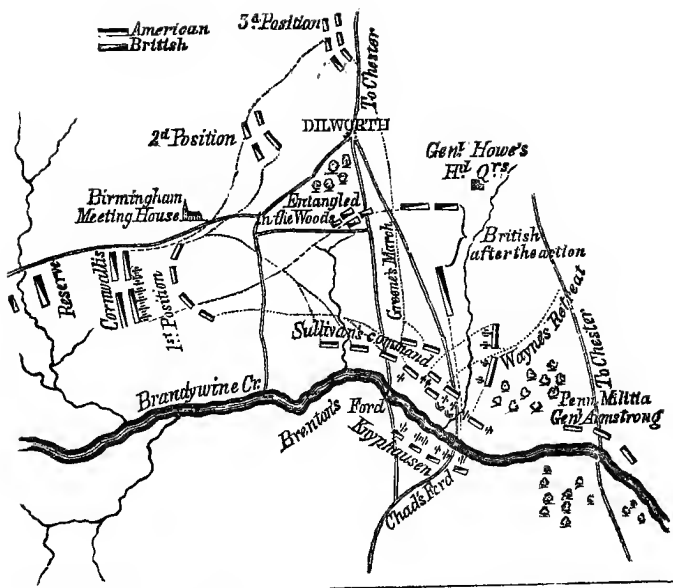 American
British
3ᵈ. Position
To Chester
2ᵈ Position
DILWORTH
Genˡ. Howe's
Hᵈ. Qʳˢ.
Birmingham
Meeting House
Entangled
in the Woods
British
after the action
Reserve
Cornwallis
1ˢᵗ. Position
Greene's March
Sullivan's command
Wayne's Retreat
To Chester
Brandywine Cr.
Brenton's
Ford
Knyphausen
Chad's Ford
Penn. Militia
Genˡ. Armstrong